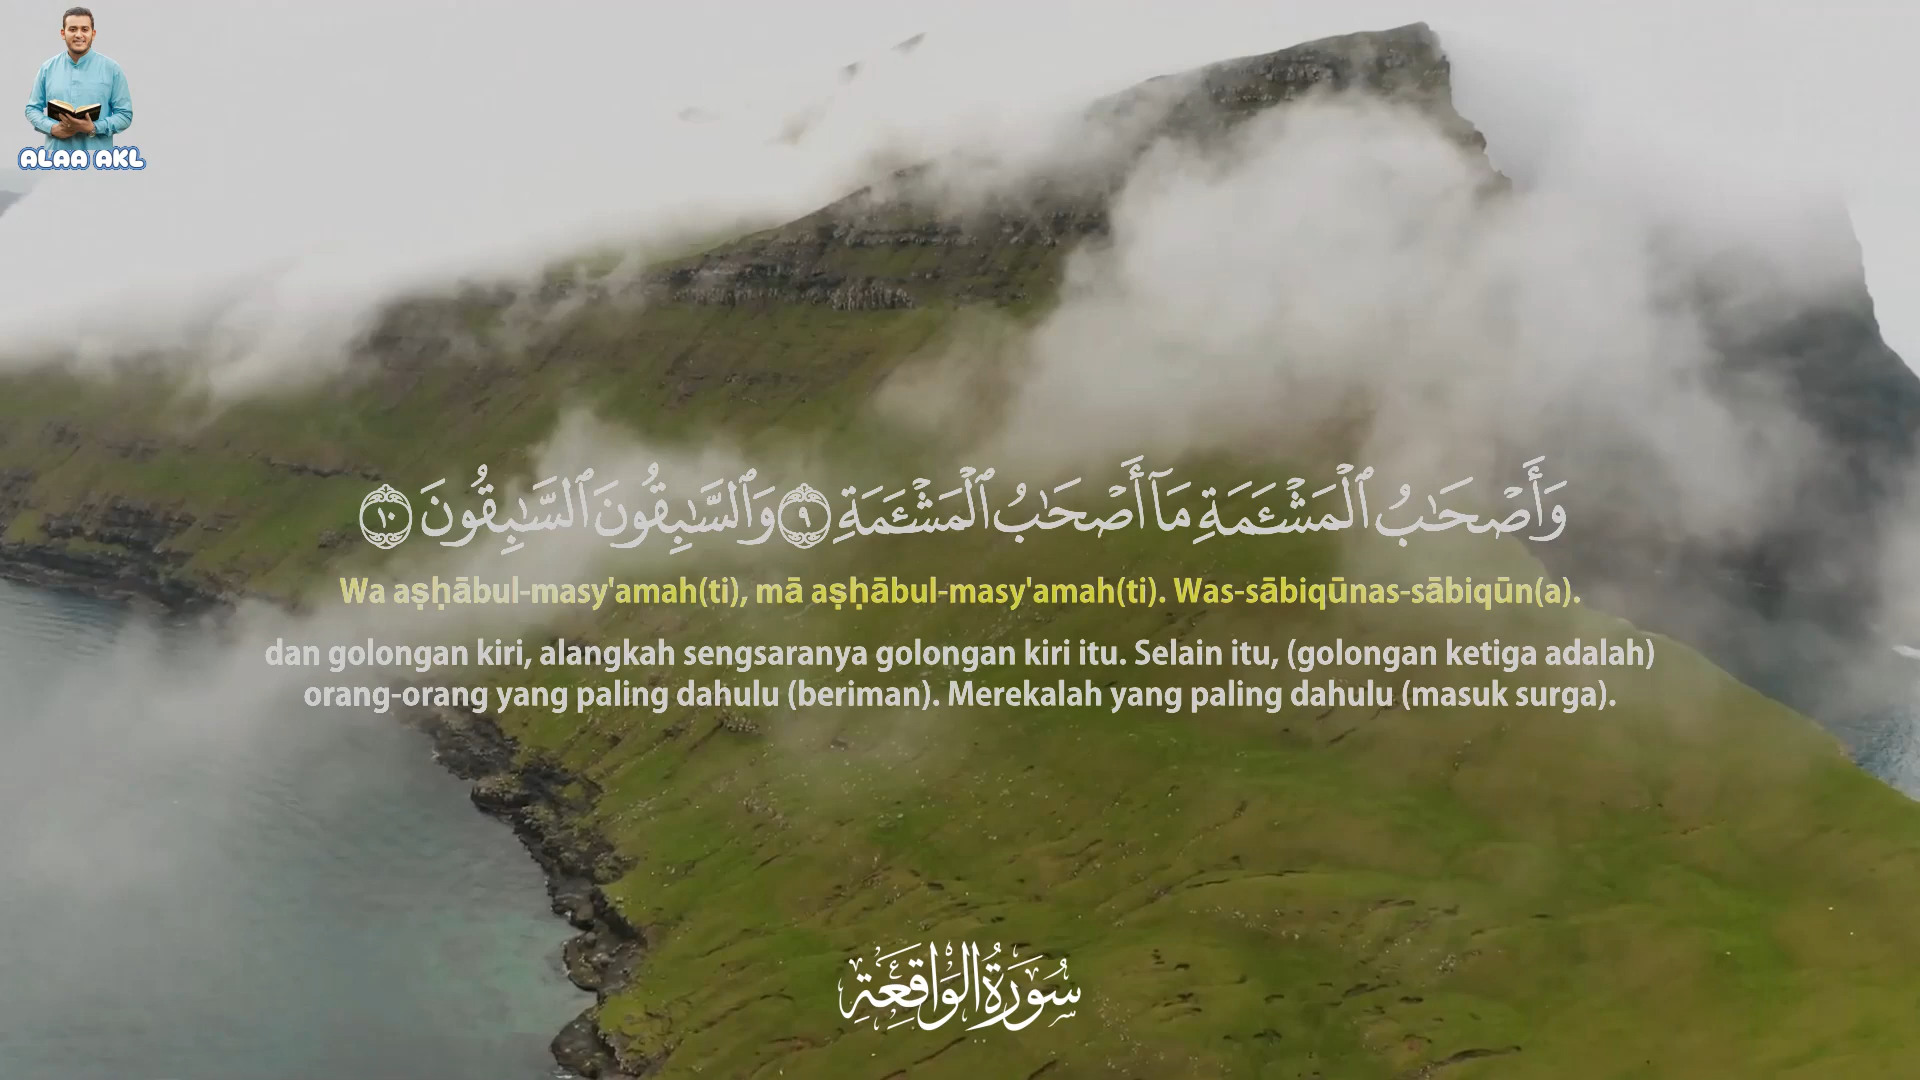 ALAA AKL
وَأَصْحَٰبُ ٱلْمَشْـَٔمَةِ مَآ أَصْحَٰبُ ٱلْمَشْـَٔمَةِ ٩ وَٱلسَّٰبِقُونَ ٱلسَّٰبِقُونَ ١٠
Wa aṣḥābul-masy'amah(ti), mā aṣḥābul-masy'amah(ti). Was-sābiqūnas-sābiqūn(a).
dan golongan kiri, alangkah sengsaranya golongan kiri itu. Selain itu, (golongan ketiga adalah)
orang-orang yang paling dahulu (beriman). Merekalah yang paling dahulu (masuk surga).
سُورَةُ الْوَاقِعَةِ